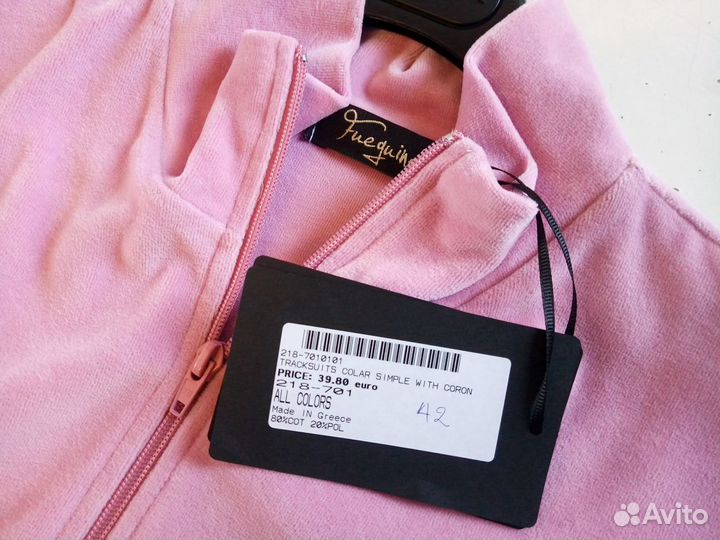 218-7010101
TRACKSUITS COLAR SIMPLE WITH CORON
PRICE: 39.80 euro
218-701
ALL COLORS
Made IN Greece
80%COT 20%POL
42
Avito